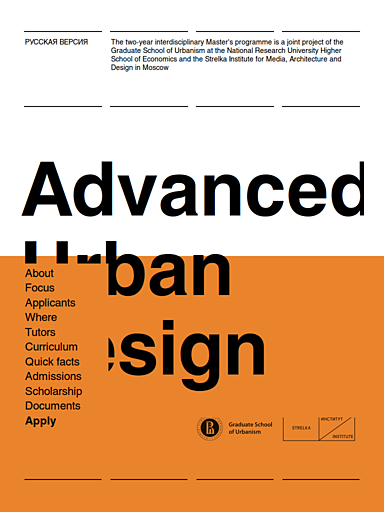 РУССКАЯ ВЕРСИЯ
The two-year interdisciplinary Master's programme is a joint project of the
Graduate School of Urbanism at the National Research University Higher
School of Economics and the Strelka Institute for Media, Architecture and
Design in Moscow
Advanced
Urban
esign
About
Focus
Applicants
Where
Tutors
Curriculum
Quick facts
Admissions
Scholarship
Documents
Apply
Graduate School
of Urbanism
STRELKA
ИНСТИТУТ
INSTITUTE